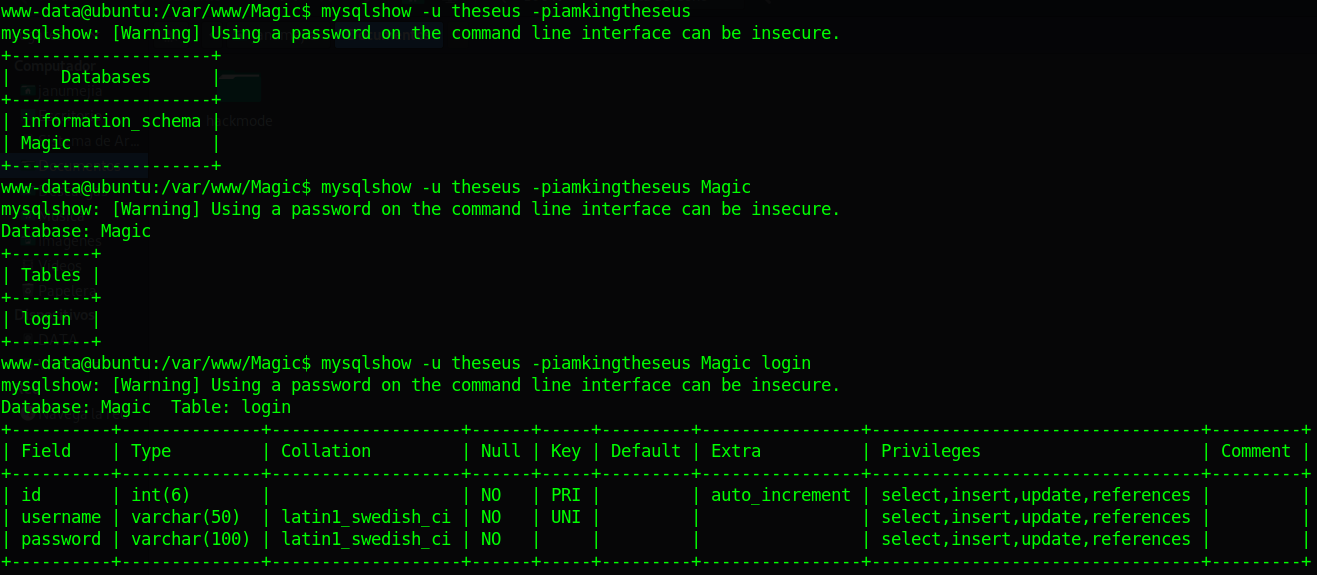 www-data@ubuntu:/var/www/Magic$ mysqlshow -u theseus -piamkingtheseus
mysqlshow: [Warning] Using a password on the command line interface can be insecure.
+--------------------+
|     Databases      |
+--------------------+
| information_schema |
| Magic              |
+--------------------+
www-data@ubuntu:/var/www/Magic$ mysqlshow -u theseus -piamkingtheseus Magic
mysqlshow: [Warning] Using a password on the command line interface can be insecure.
Database: Magic
+--------+
| Tables |
+--------+
| login  |
+--------+
www-data@ubuntu:/var/www/Magic$ mysqlshow -u theseus -piamkingtheseus Magic login
mysqlshow: [Warning] Using a password on the command line interface can be insecure.
Database: Magic  Table: login
+----------+--------------+-------------------+------+-----+---------+----------------+---------------------------------+---------+
| Field    | Type         | Collation         | Null | Key | Default | Extra          | Privileges                      | Comment |
+----------+--------------+-------------------+------+-----+---------+----------------+---------------------------------+---------+
| id       | int(6)       |                   | NO   | PRI |         | auto_increment | select,insert,update,references |         |
| username | varchar(50)  | latin1_swedish_ci | NO   | UNI |         |                | select,insert,update,references |         |
| password | varchar(100) | latin1_swedish_ci | NO   |     |         |                | select,insert,update,references |         |
+----------+--------------+-------------------+------+-----+---------+----------------+---------------------------------+---------+